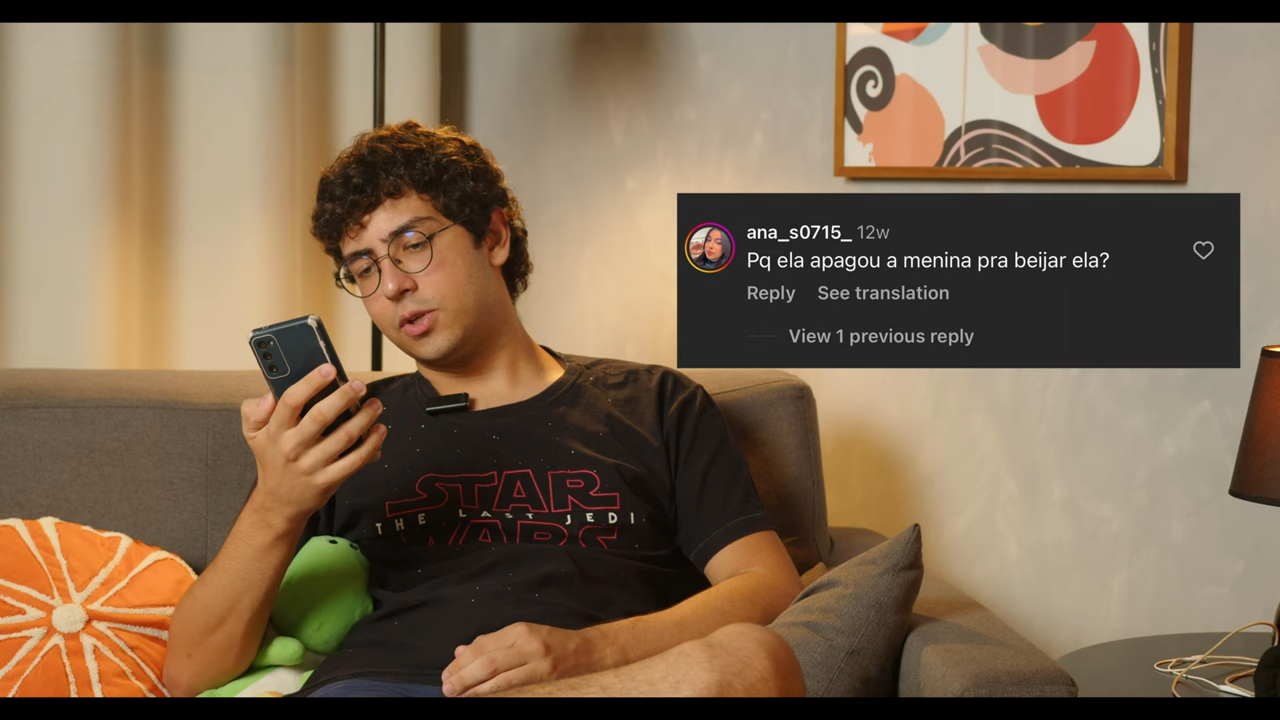 ana_s0715_ 12w
Pq ela apagou a menina pra beijar ela?
Reply See translation
View 1 previous reply
STAR
THE LAST JEDI
WARS